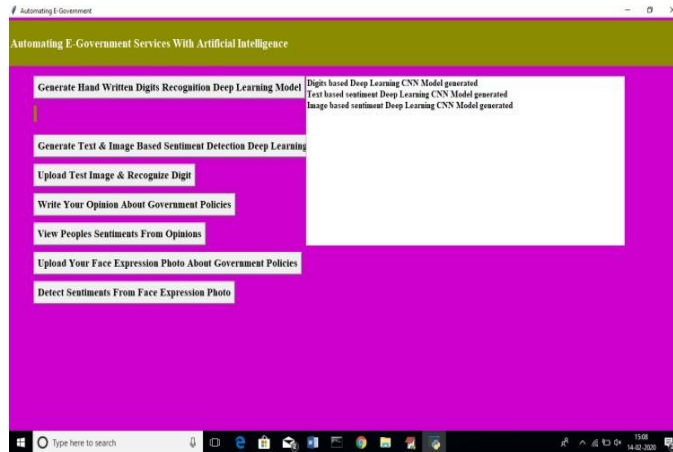 Automating E-Government
Automating E-Government Services With Artificial Intelligence
Generate Hand Written Digits Recognition Deep Learning Model
Digits based Deep Learning CNN Model generated
Text based sentiment Deep Learning CNN Model generated
Image based sentiment Deep Learning CNN Model generated
Generate Text & Image Based Sentiment Detection Deep Learning
Upload Test Image & Recognize Digit
Write Your Opinion About Government Policies
View Peoples Sentiments From Opinions
Upload Your Face Expression Photo About Government Policies
Detect Sentiments From Face Expression Photo
Type here to search
15:08
14-02-2020